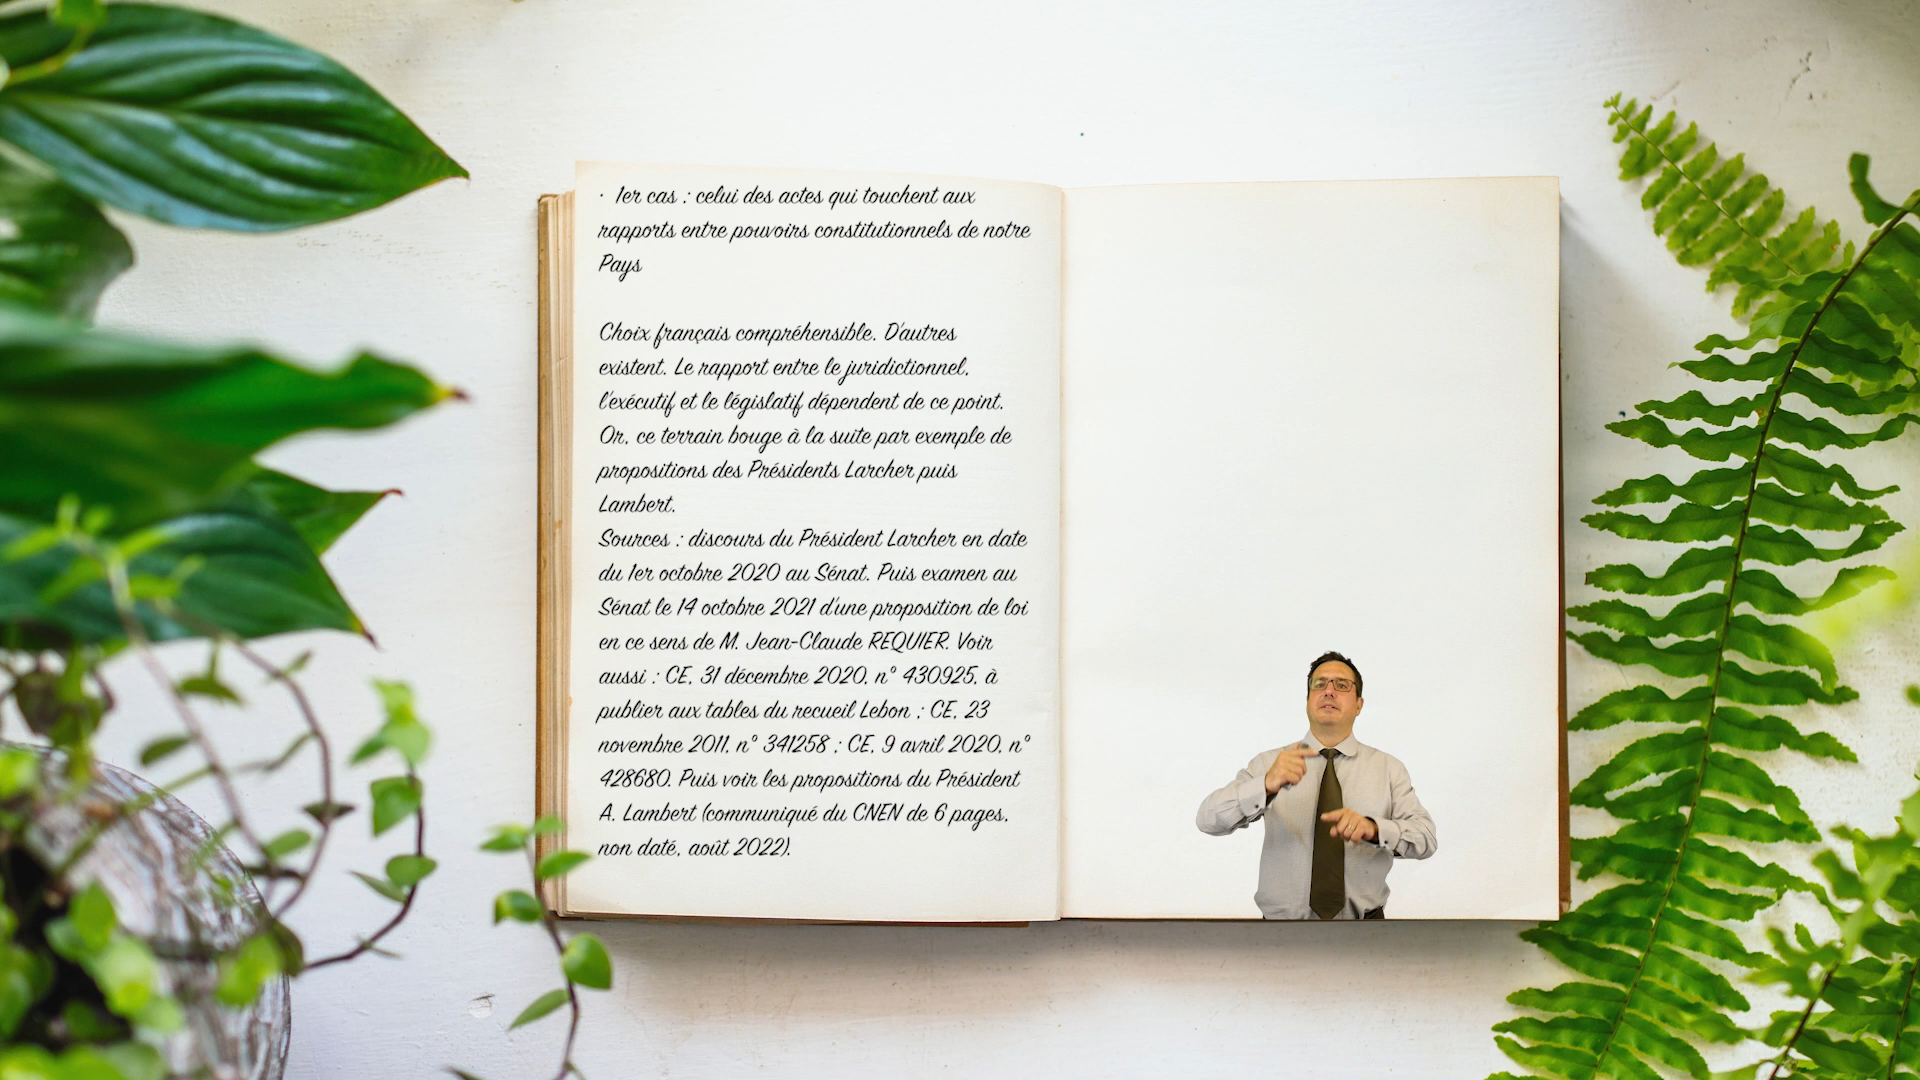 · 1er cas : celui des actes qui touchent aux
rapports entre pouvoirs constitutionnels de notre
Pays
Choix français compréhensible. D'autres
existent. Le rapport entre le juridictionnel,
l'exécutif et le législatif dépendent de ce point.
Or, ce terrain bouge à la suite par exemple de
propositions des Présidents Larcher puis
Lambert.
Sources : discours du Président Larcher en date
du 1er octobre 2020 au Sénat. Puis examen au
Sénat le 14 octobre 2021 d'une proposition de loi
en ce sens de M. Jean-Claude REQUIER. Voir
aussi : CE, 31 décembre 2020, n° 430925, à
publier aux tables du recueil Lebon ; CE, 23
novembre 2011, n° 341258 ; CE, 9 avril 2020, n°
428680. Puis voir les propositions du Président
A. Lambert (communiqué du CNEN de 6 pages,
non daté, août 2022).